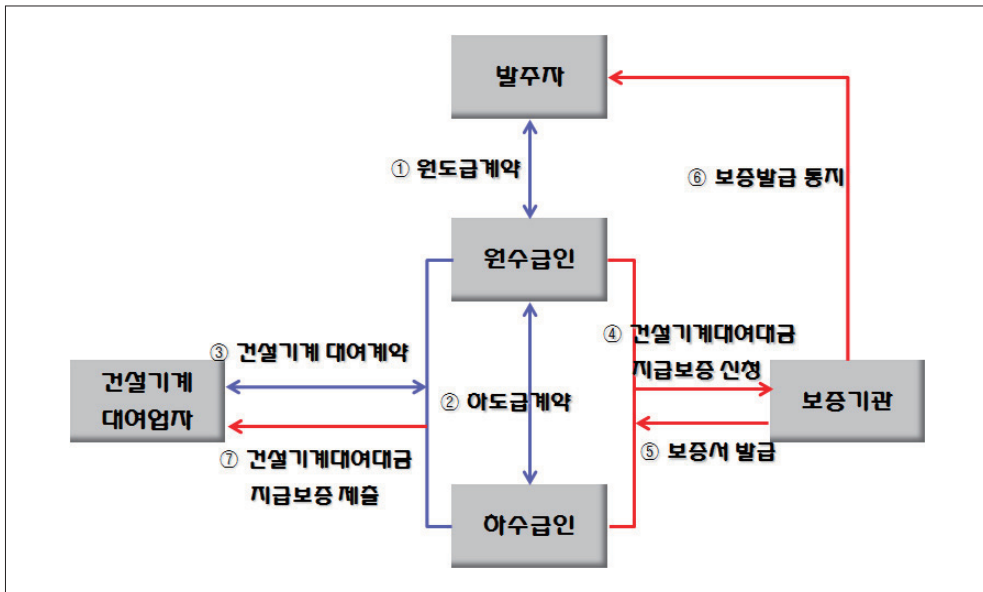 발주자
① 원도급계약
⑥ 보증발급 통지
원수급인
③ 건설기계 대여계약
④ 건설기계대여대금
지급보증 신청
건설기계
대여업자
② 하도급계약
보증기관
⑦ 건설기계대여대금
지급보증 제출
⑤ 보증서 발급
하수급인